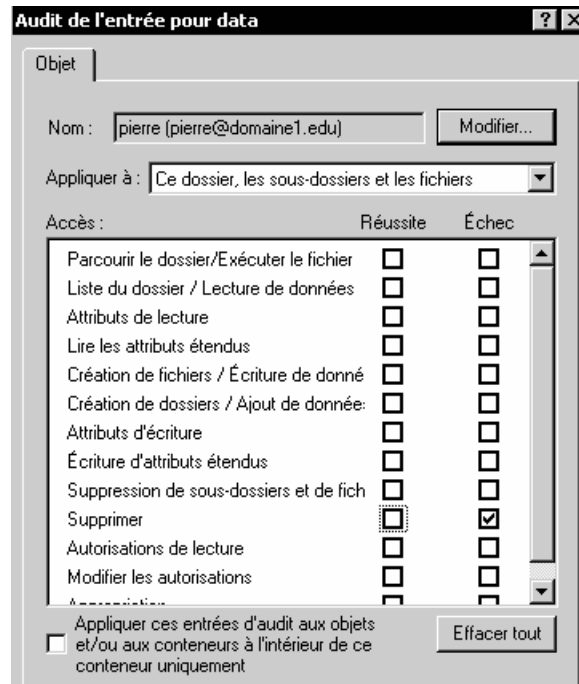 Audit de l'entrée pour data
Objet
Nom : pierre (pierre@domaine1.edu) Modifier...
Appliquer à : Ce dossier, les sous-dossiers et les fichiers
Accès : Réussite Échec
Parcourir le dossier/Exécuter le fichier
Liste du dossier / Lecture de données
Attributs de lecture
Lire les attributs étendus
Création de fichiers / Écriture de donné
Création de dossiers / Ajout de donnée
Attributs d'écriture
Écriture d'attributs étendus
Suppression de sous-dossiers et de fich
Supprimer
Autorisations de lecture
Modifier les autorisations
Appliquer ces entrées d'audit aux objets
et/ou aux conteneurs à l'intérieur de ce
conteneur uniquement
Effacer tout